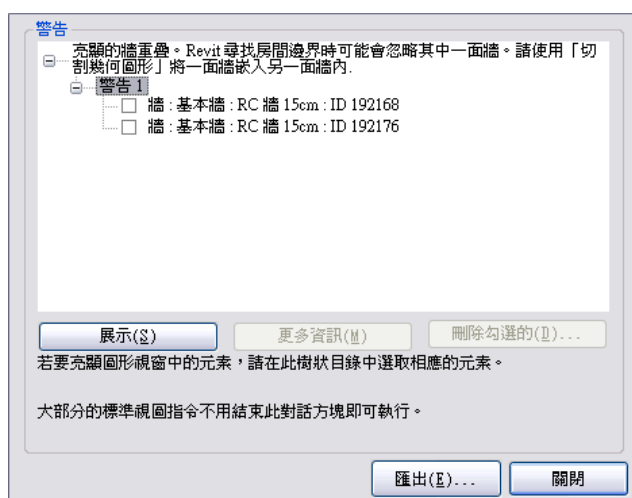 警告
亮顯的牆重疊。Revit 尋找房間邊界時可能會忽略其中一面牆。請使用「切
割幾何圖形」將一面牆嵌入另一面牆內.
警告 1
牆 : 基本牆 : RC 牆 15cm : ID 192168
牆 : 基本牆 : RC 牆 15cm : ID 192176
展示(S)
更多資訊(M)
刪除勾選的(D)...
若要亮顯圖形視窗中的元素，請在此樹狀目錄中選取相應的元素。
大部分的標準視圖指令不用結束此對話方塊即可執行。
匯出(E)...
關閉